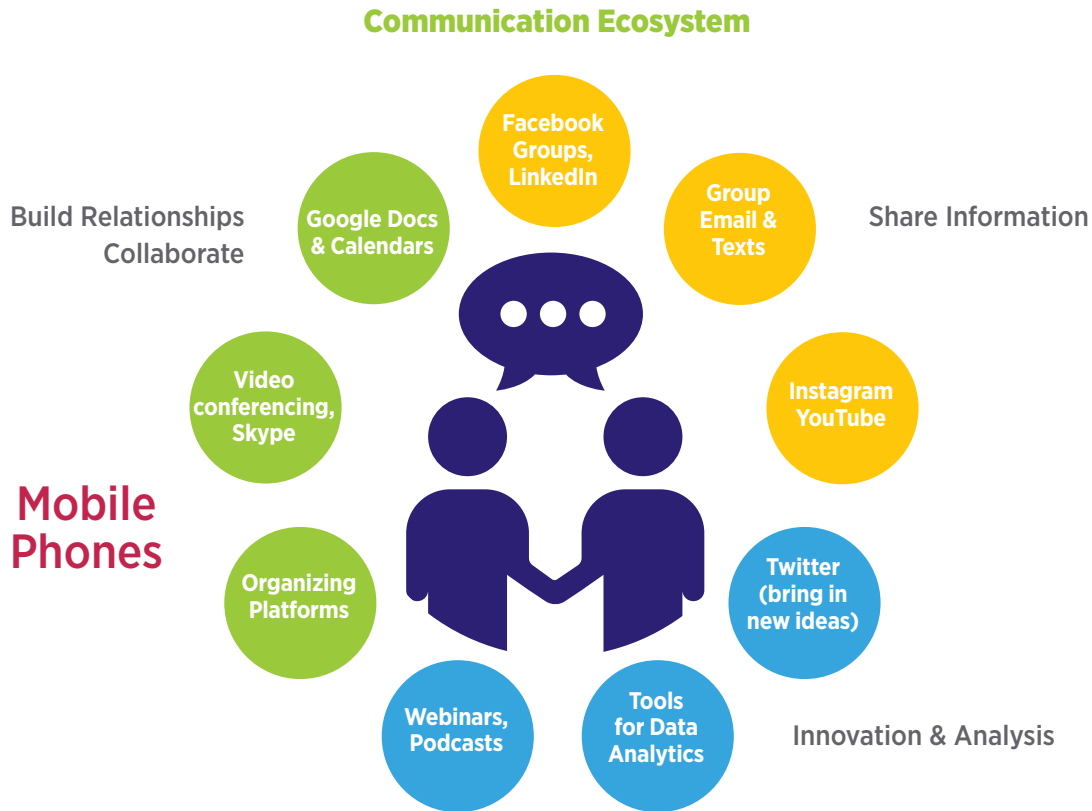 Communication Ecosystem
Facebook
Groups,
LinkedIn
Group
Email &
Texts
Share Information
Build Relationships
Collaborate
Google Docs
& Calendars
Video
conferencing,
Skype
Instagram
YouTube
Mobile
Phones
Organizing
Platforms
Twitter
(bring in
new ideas)
Webinars,
Podcasts
Tools
for Data
Analytics
Innovation & Analysis